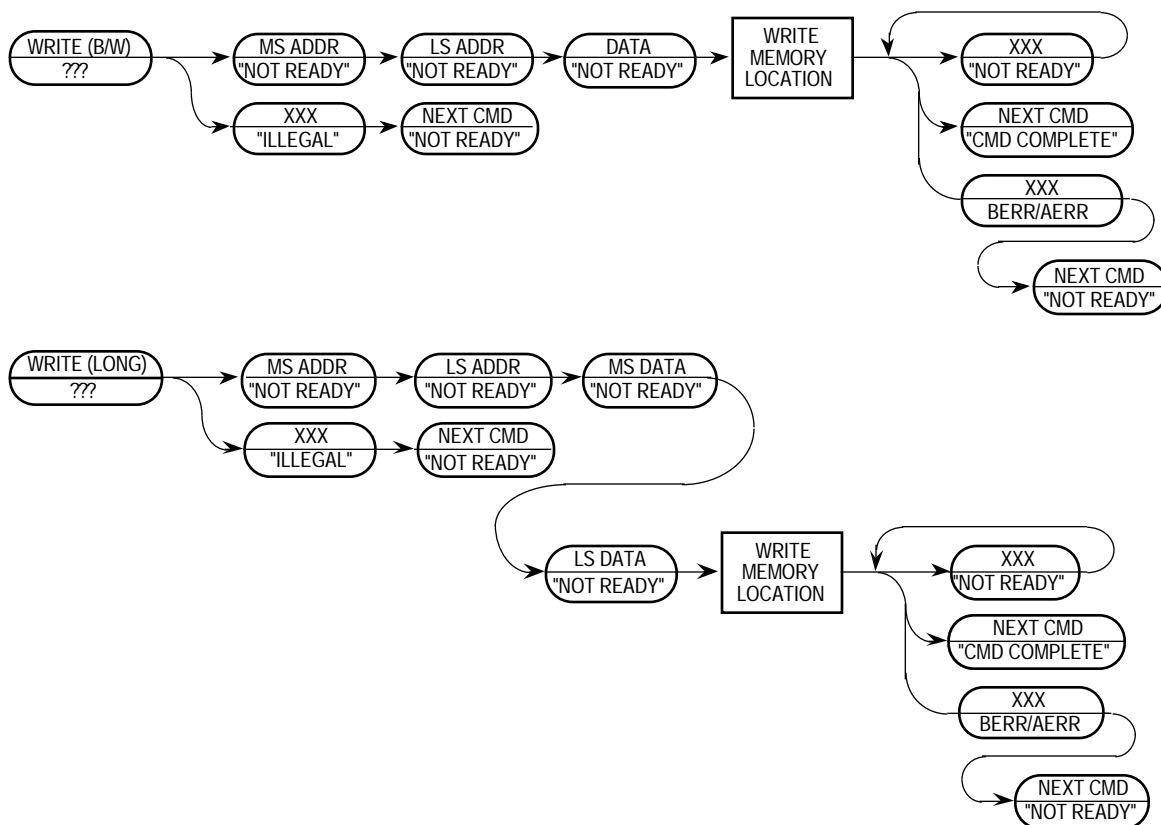 WRITE (B/W)
???
MS ADDR
"NOT READY"
LS ADDR
"NOT READY"
DATA
"NOT READY"
WRITE
MEMORY
LOCATION
XXX
"NOT READY"
XXX
"ILLEGAL"
NEXT CMD
"NOT READY"
NEXT CMD
"CMD COMPLETE"
XXX
BERR/AERR
NEXT CMD
"NOT READY"
WRITE (LONG)
???
MS ADDR
"NOT READY"
LS ADDR
"NOT READY"
MS DATA
"NOT READY"
XXX
"ILLEGAL"
NEXT CMD
"NOT READY"
LS DATA
"NOT READY"
WRITE
MEMORY
LOCATION
XXX
"NOT READY"
NEXT CMD
"CMD COMPLETE"
XXX
BERR/AERR
NEXT CMD
"NOT READY"